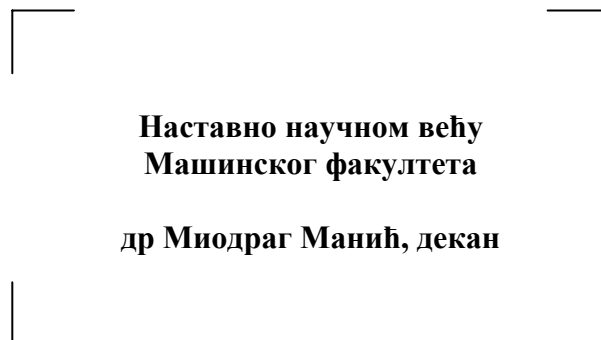 Наставно научном већу
Машинског факултета
др Миодраг Манић, декан